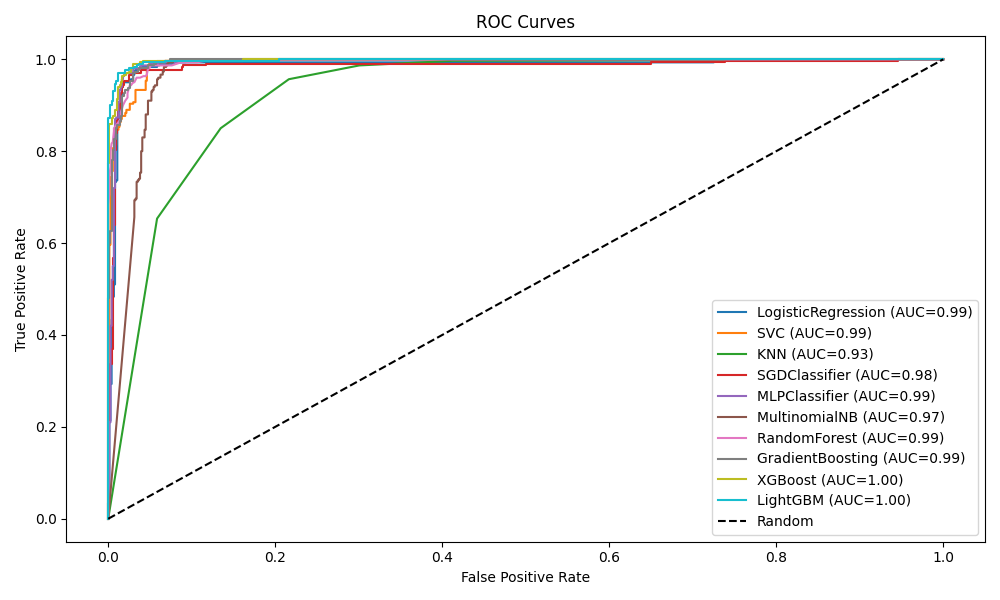 ROC Curves
True Positive Rate
1.0
0.8
0.6
0.4
0.2
0.0
LogisticRegression (AUC=0.99)
SVC (AUC=0.99)
KNN (AUC=0.93)
SGDClassifier (AUC=0.98)
MLPClassifier (AUC=0.99)
MultinomialNB (AUC=0.97)
RandomForest (AUC=0.99)
GradientBoosting (AUC=0.99)
XGBoost (AUC=1.00)
LightGBM (AUC=1.00)
Random
0.0 0.2 0.4 0.6 0.8 1.0
False Positive Rate